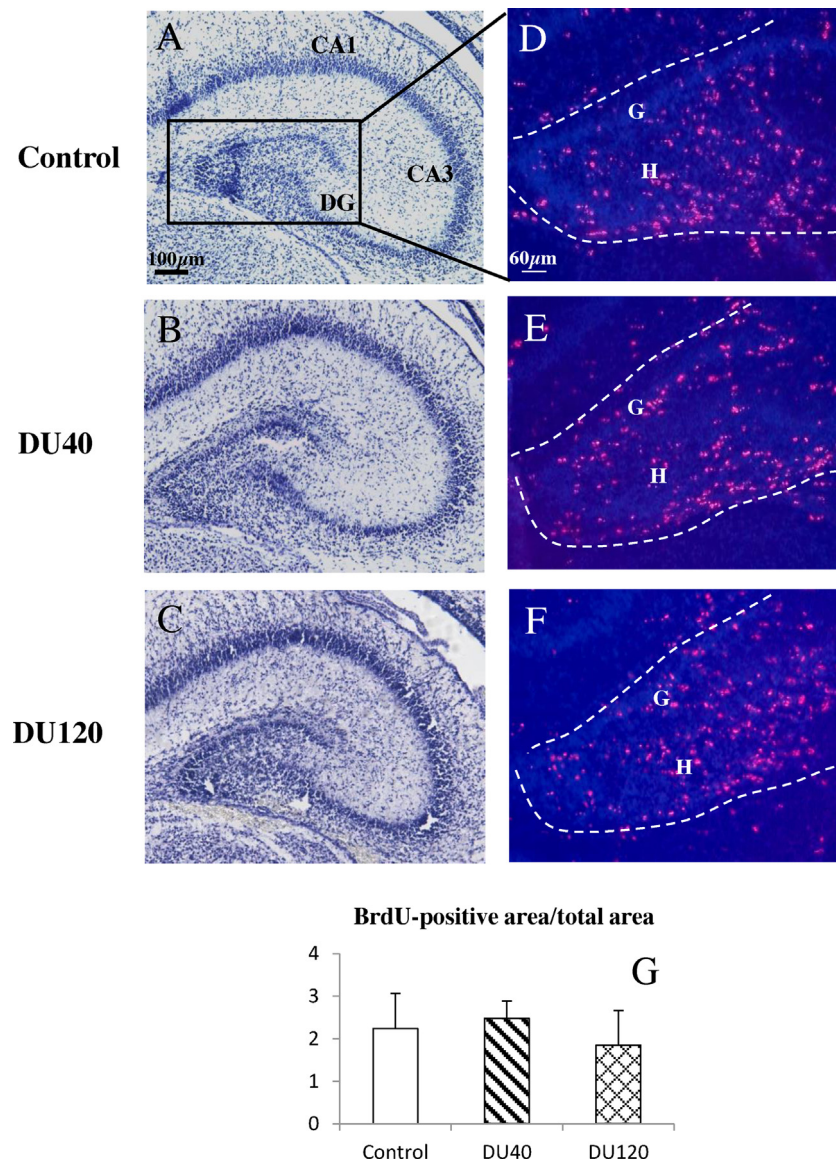 A
CA1
CA3
DG
100μm
Control
D
G
H
60μm
B
DU40
E
G
H
C
DU120
F
G
H
BrdU-positive area/total area
G
4
3
2
1
0
Control
DU40
DU120